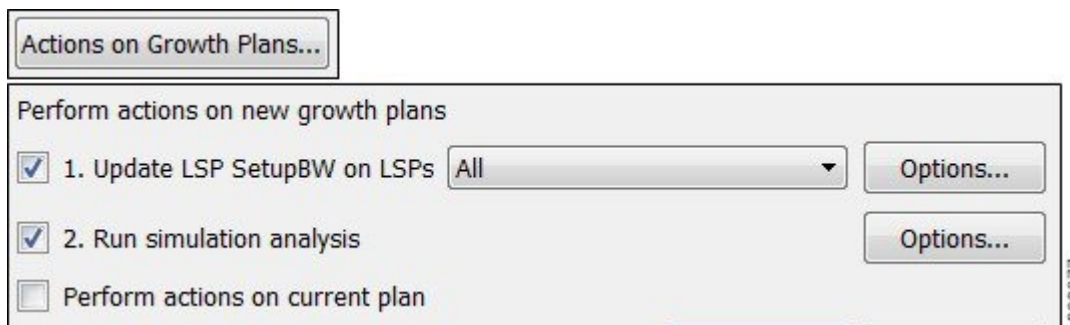 Actions on Growth Plans...
Perform actions on new growth plans
1. Update LSP SetupBW on LSPs All Options...
2. Run simulation analysis Options...
Perform actions on current plan